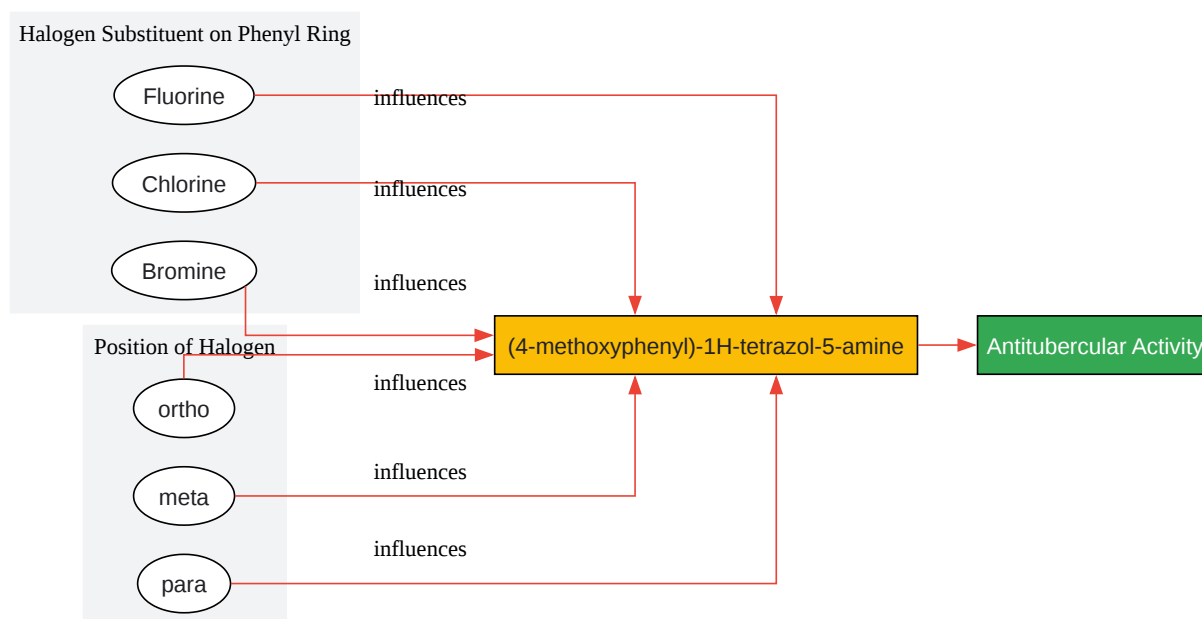 Halogen Substituent on Phenyl Ring
Fluorine
influences
Chlorine
influences
Bromine
influences
(4-methoxyphenyl)-1H-tetrazol-5-amine
Antitubercular Activity
Position of Halogen
influences
ortho
influences
meta
influences
para